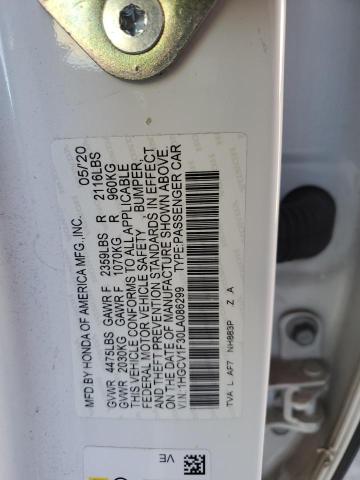 MFD BY HONDA OF AMERICA MFG., INC. 05/20
GVWR 4475LBS GAWR F 2359LBS R 2116LBS
GVWR 2030KG GAWR F 1070KG R 960KG
THIS VEHICLE CONFORMS TO ALL APPLICABLE
FEDERAL MOTOR VEHICLE SAFETY, BUMPER,
AND THEFT PREVENTION STANDARDS IN EFFECT
ON THE DATE OF MANUFACTURE SHOWN ABOVE.
V.I.N.:1HGCV1F30LA086299 TYPE:PASSENGER CAR
TVA L AF7 NH883P Z A
VE